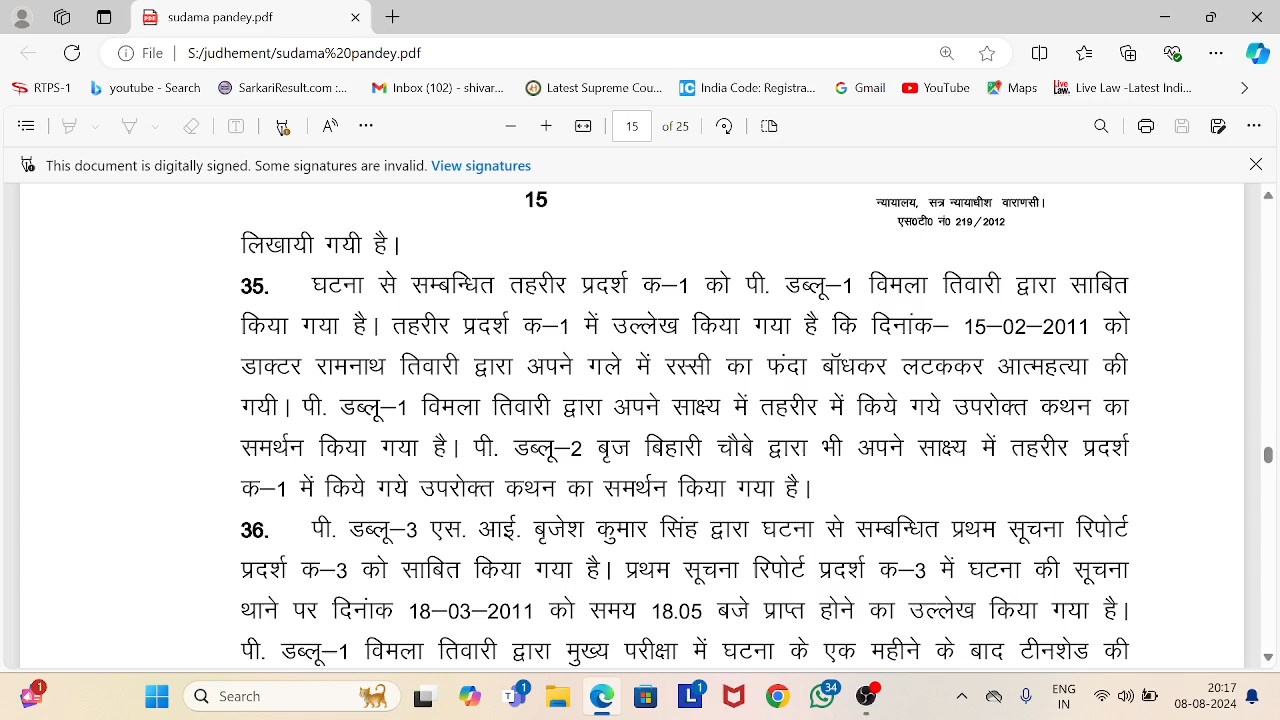 sudama pandey.pdf
File S:/judhement/sudama%20pandey.pdf
RTPS-1 youtube - Search SarkariResult.com :... Inbox (102) - shivar... Latest Supreme Cou... India Code: Registra... Gmail YouTube Maps Live Law -Latest Indi...
15 of 25
This document is digitally signed. Some signatures are invalid. View signatures
15
न्यायालय, सत्र न्यायाधीश वाराणसी।
एस0टी0 नं0 219/2012
लिखायी गयी है।
35. घटना से सम्बन्धित तहरीर प्रदर्श क–1 को पी. डब्लू–1 विमला तिवारी द्वारा साबित
किया गया है। तहरीर प्रदर्श क–1 में उल्लेख किया गया है कि दिनांक– 15–02–2011 को
डाक्टर रामनाथ तिवारी द्वारा अपने गले में रस्सी का फंदा बॉधकर लटककर आत्महत्या की
गयी। पी. डब्लू–1 विमला तिवारी द्वारा अपने साक्ष्य में तहरीर में किये गये उपरोक्त कथन का
समर्थन किया गया है। पी. डब्लू–2 बृज बिहारी चौबे द्वारा भी अपने साक्ष्य में तहरीर प्रदर्श
क–1 में किये गये उपरोक्त कथन का समर्थन किया गया है।
36. पी. डब्लू–3 एस. आई. बृजेश कुमार सिंह द्वारा घटना से सम्बन्धित प्रथम सूचना रिपोर्ट
प्रदर्श क–3 को साबित किया गया है। प्रथम सूचना रिपोर्ट प्रदर्श क–3 में घटना की सूचना
थाने पर दिनांक 18–03–2011 को समय 18.05 बजे प्राप्त होने का उल्लेख किया गया है।
पी. डब्लू–1 विमला तिवारी द्वारा मुख्य परीक्षा में घटना के एक महीने के बाद टीनशेड की
Search ENG 20:17
IN 08-08-2024